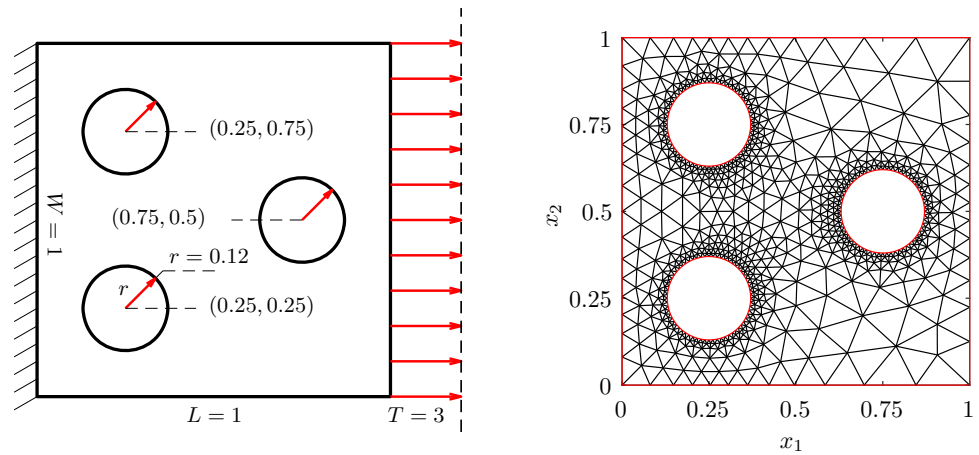 (0.25, 0.75)
(0.75, 0.5)
W = 1
r = 0.12
r
(0.25, 0.25)
L = 1
T = 3
1
0.75
0.5
0.25
0
x₂
0
0.25
0.5
0.75
1
x₁